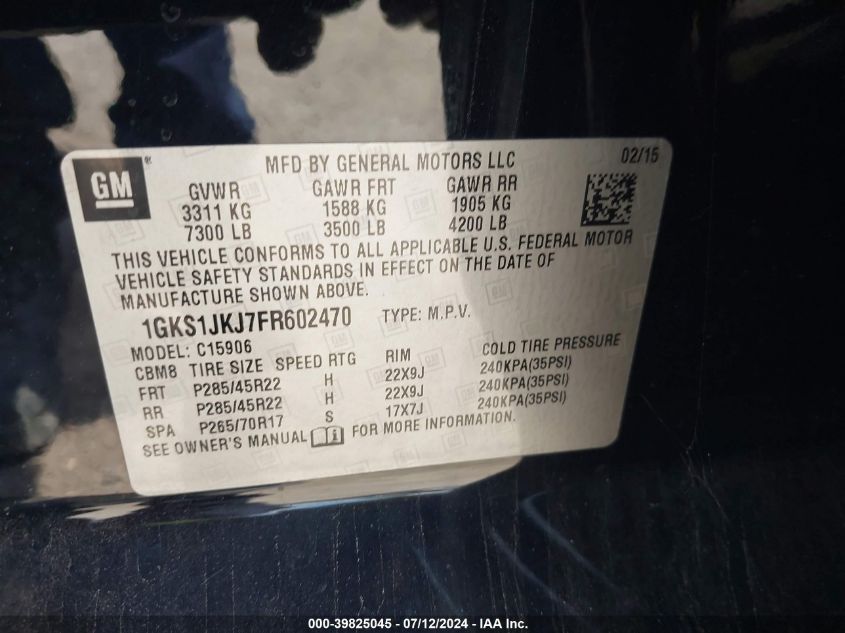 GM ® MFD BY GENERAL MOTORS LLC 02/15
GVWR GAWR FRT GAWR RR
3311 KG 1588 KG 1905 KG
7300 LB 3500 LB 4200 LB
THIS VEHICLE CONFORMS TO ALL APPLICABLE U.S. FEDERAL MOTOR
VEHICLE SAFETY STANDARDS IN EFFECT ON THE DATE OF
MANUFACTURE SHOWN ABOVE.
1GKS1JKJ7FR602470 TYPE: M.P.V.
MODEL: C15906
CBM8 TIRE SIZE SPEED RTG RIM COLD TIRE PRESSURE
FRT P285/45R22 H 22X9J 240KPA(35PSI)
RR P285/45R22 H 22X9J 240KPA(35PSI)
SPA P265/70R17 S 17X7J 240KPA(35PSI)
SEE OWNER'S MANUAL FOR MORE INFORMATION.
000-39825045 - 07/12/2024 - IAA Inc.